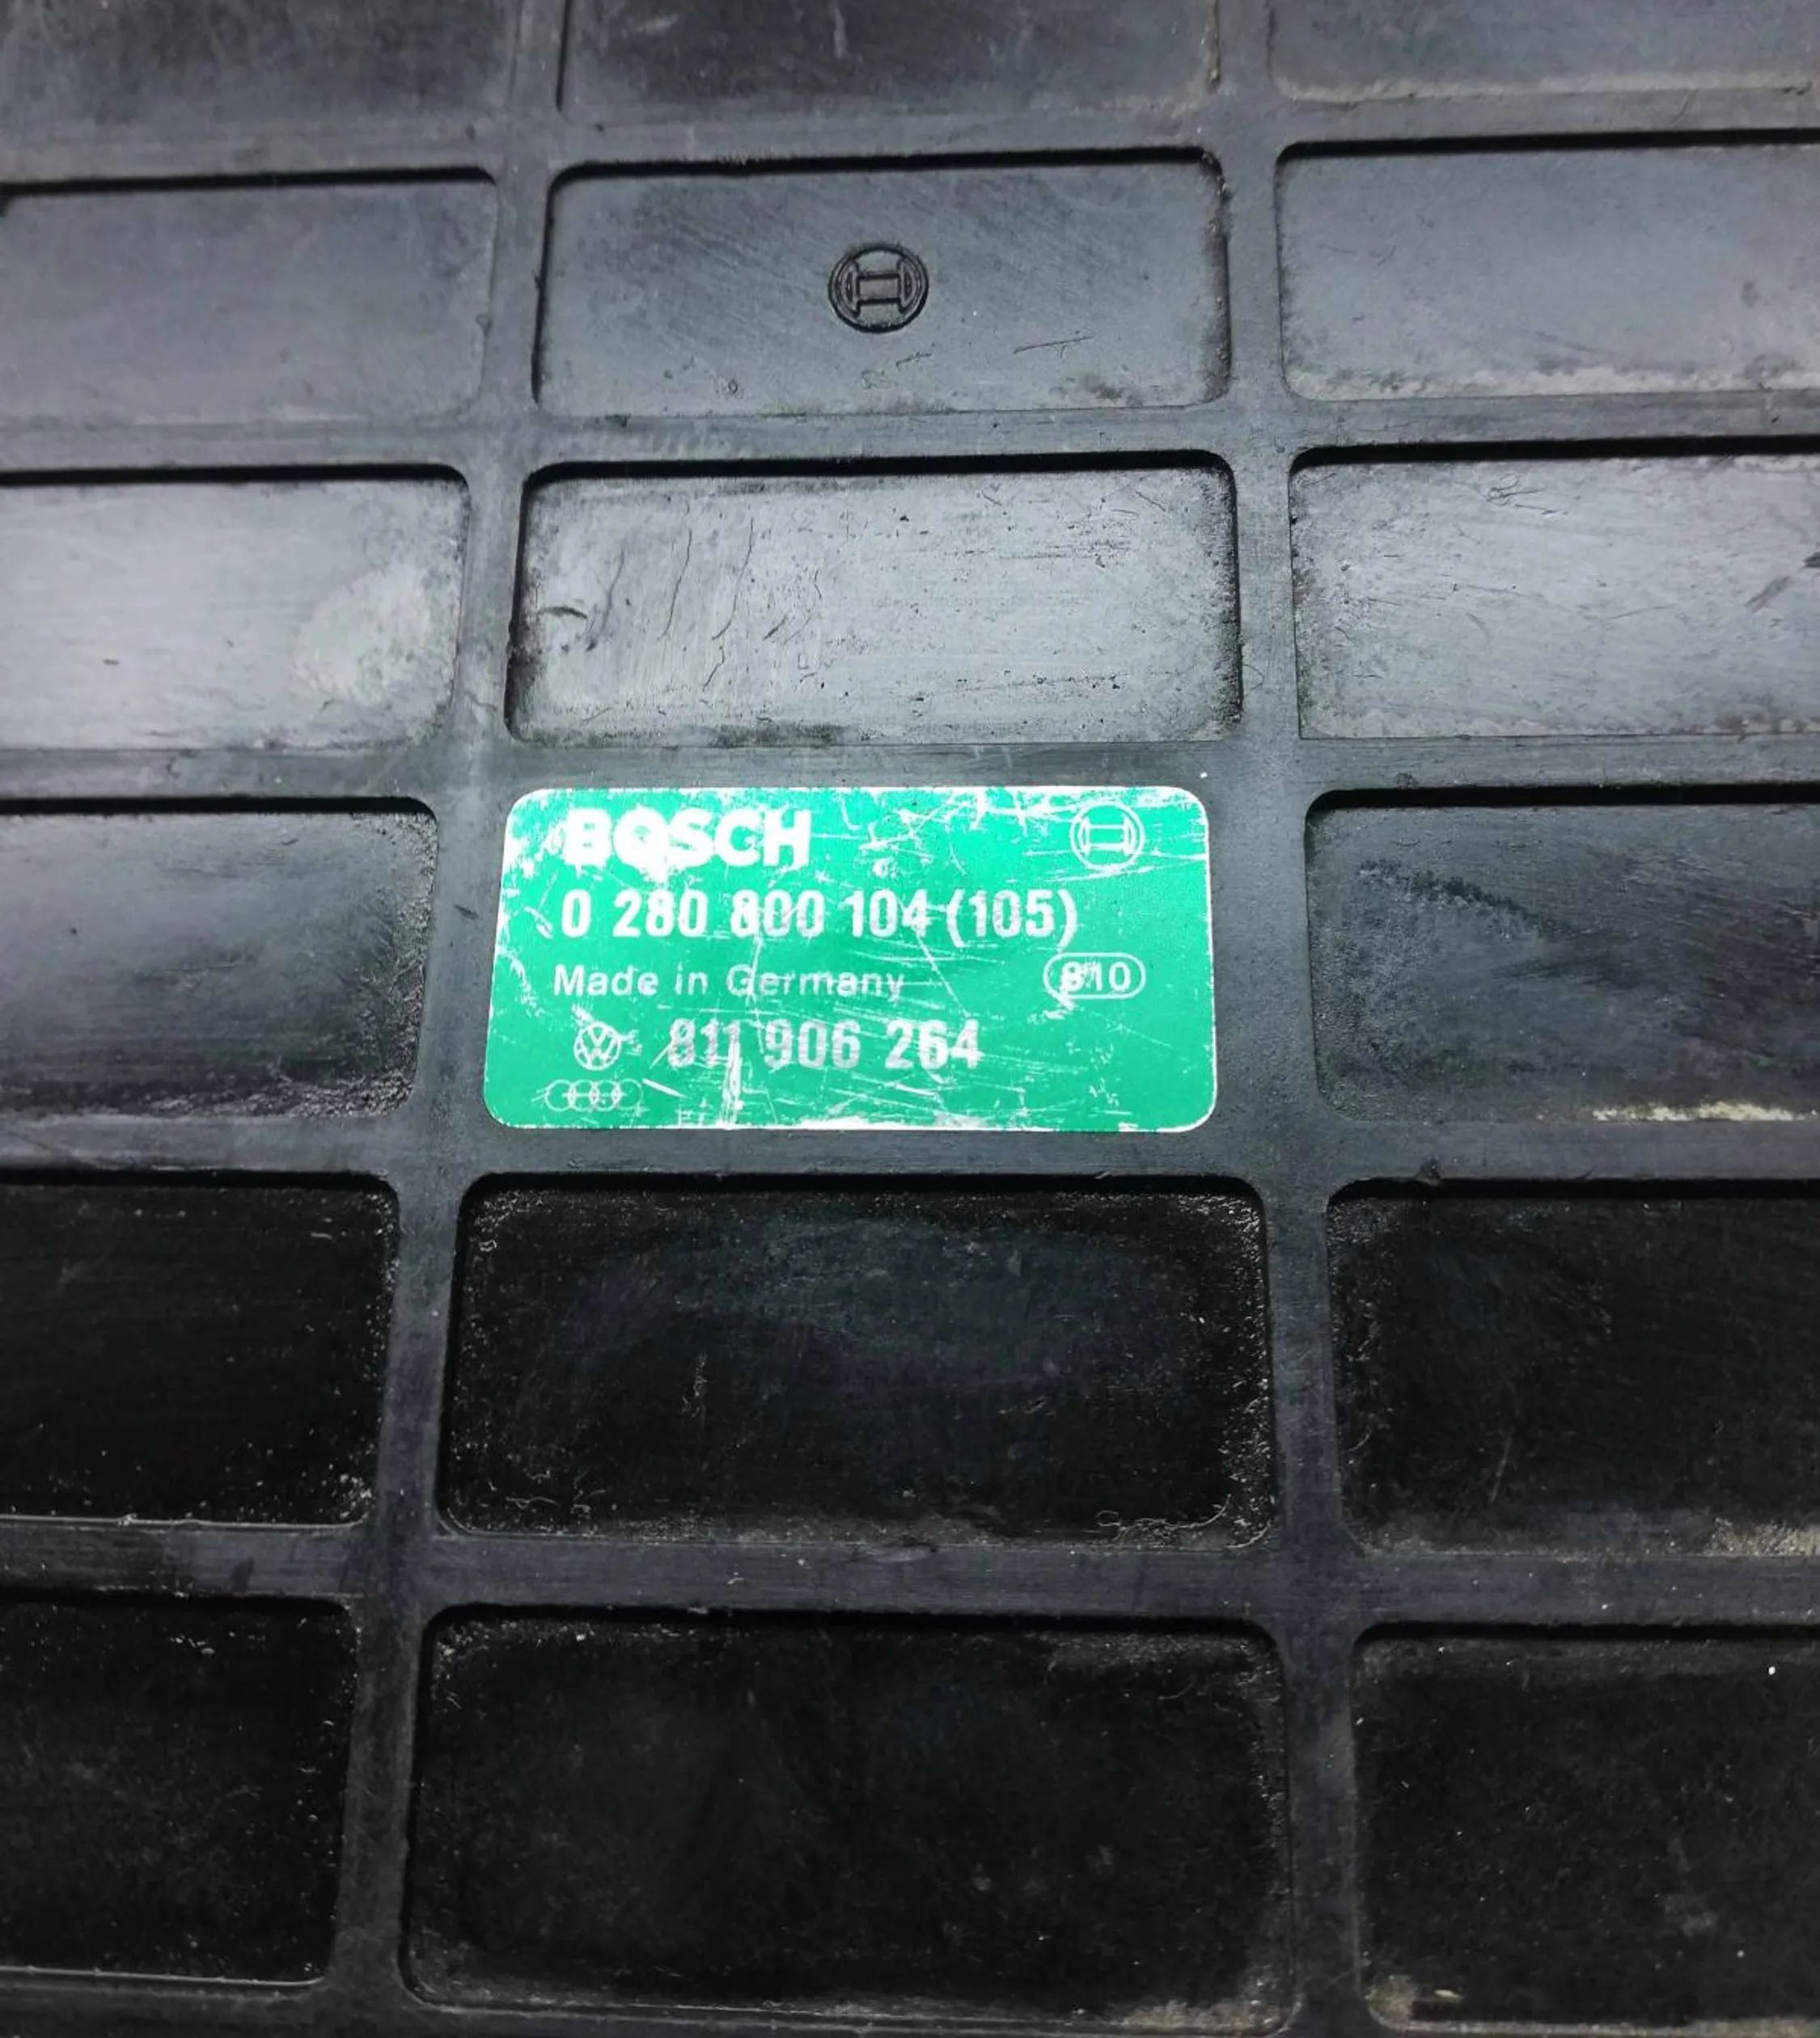 BOSCH
0 280 800 104 (105)
Made in Germany 810
811 906 264